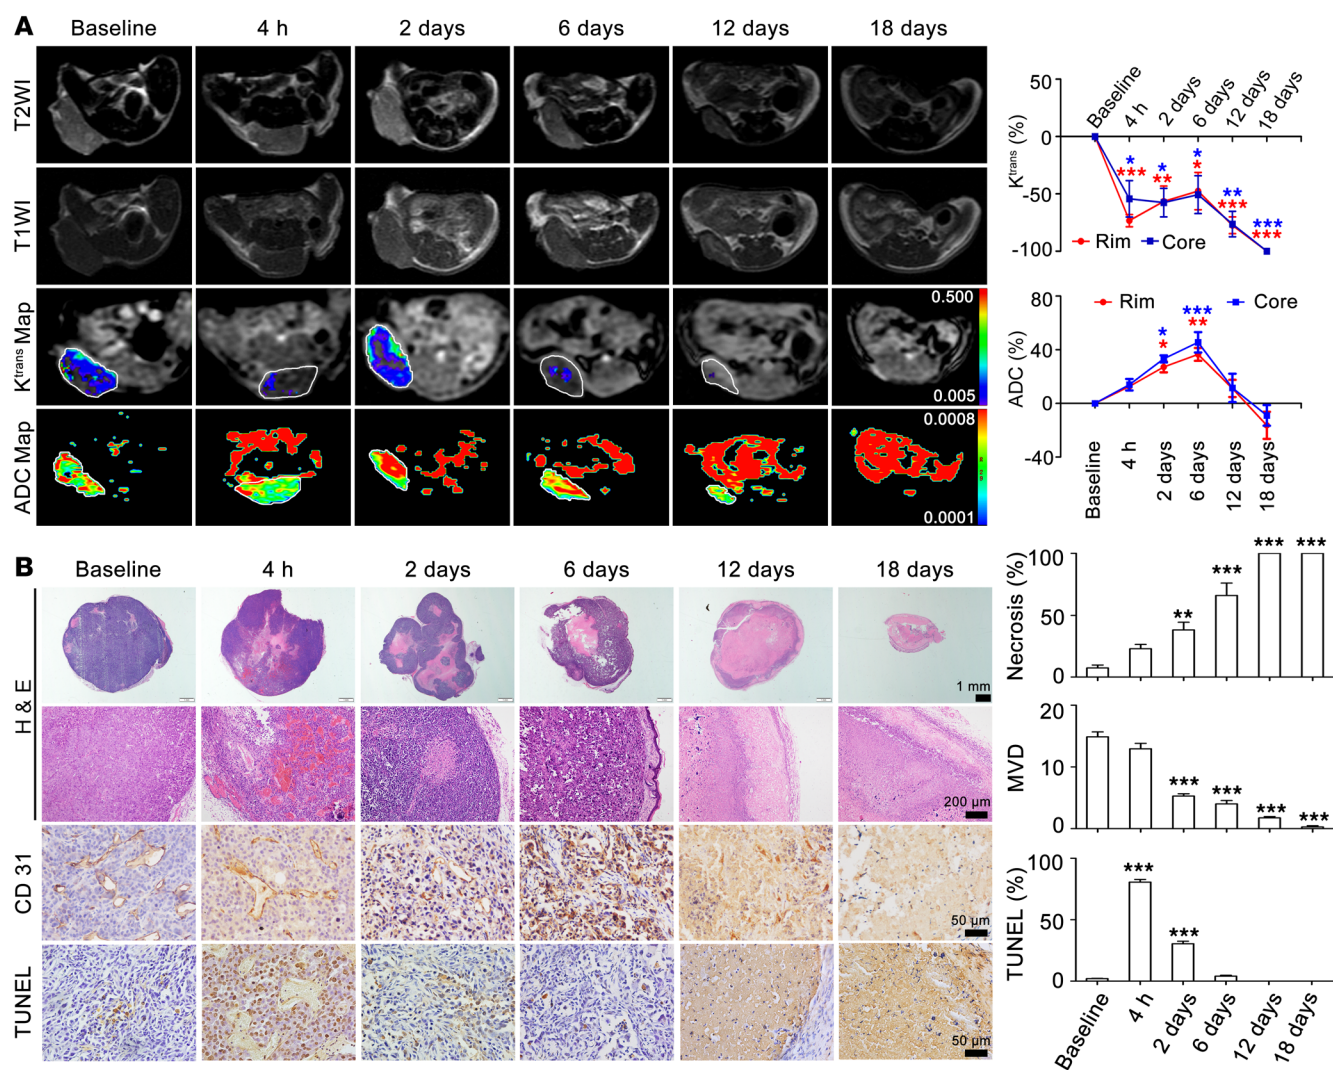 A
Baseline 4 h 2 days 6 days 12 days 18 days
T2WI
T1WI
Ktrans Map
0.500
0.005
ADC Map
0.0008
0.0001
50
0
-50
-100
Ktrans (%)
Baseline
4 h
2 days
6 days
12 days
18 days
* *** * ** * * ** *** *** ***
Rim Core
80
40
0
-40
ADC (%)
Rim Core
* * *** **
Baseline
4 h
2 days
6 days
12 days
18 days
B
Baseline 4 h 2 days 6 days 12 days 18 days
H & E
1 mm
200 µm
CD 31
50 µm
TUNEL
50 µm
Necrosis (%)
100
50
0
** *** *** ***
MVD
20
10
0
*** *** *** ***
TUNEL (%)
100
50
0
*** ***
Baseline
4 h
2 days
6 days
12 days
18 days